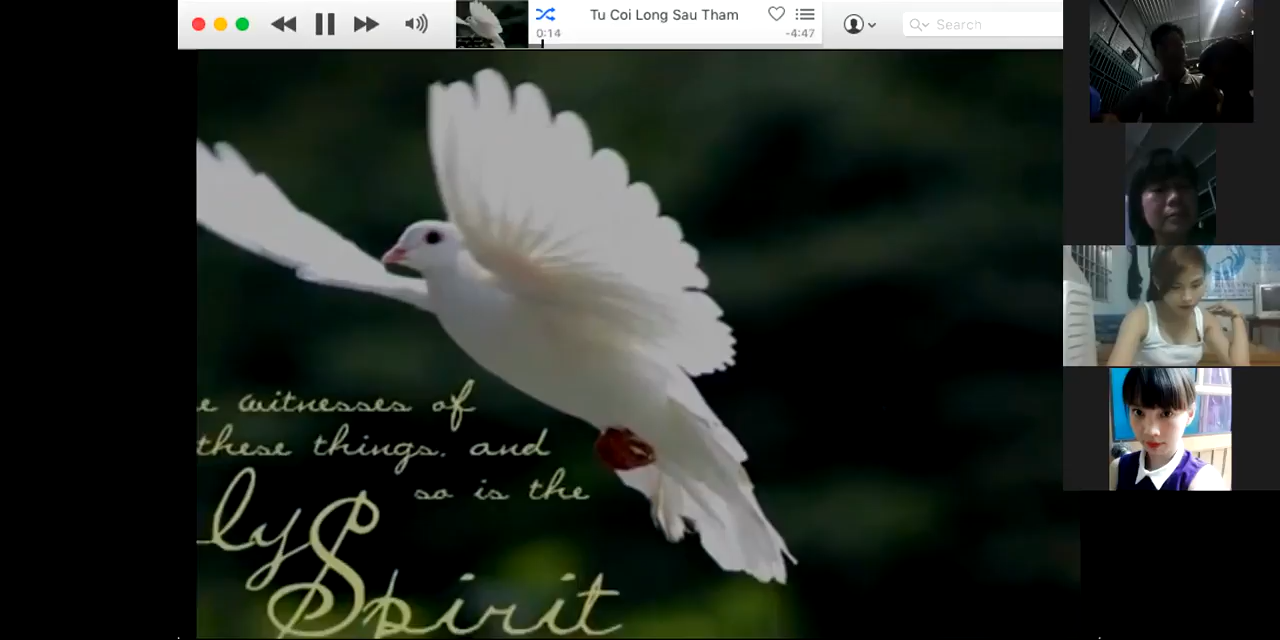 Tu Coi Long Sau Tham
0:14
-4:47
Search
e witnesses of
these things, and
so is the
ly Spirit